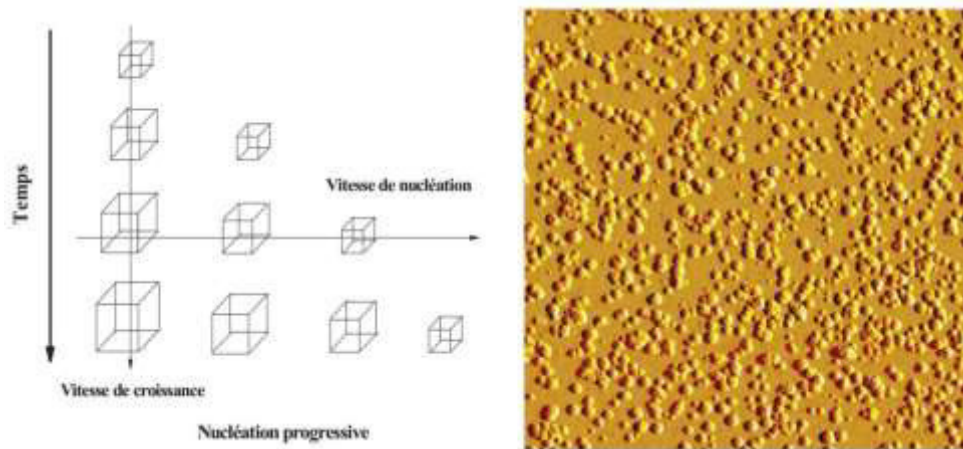 Temps
Vitesse de nucléation
Vitesse de croissance
Nucléation progressive